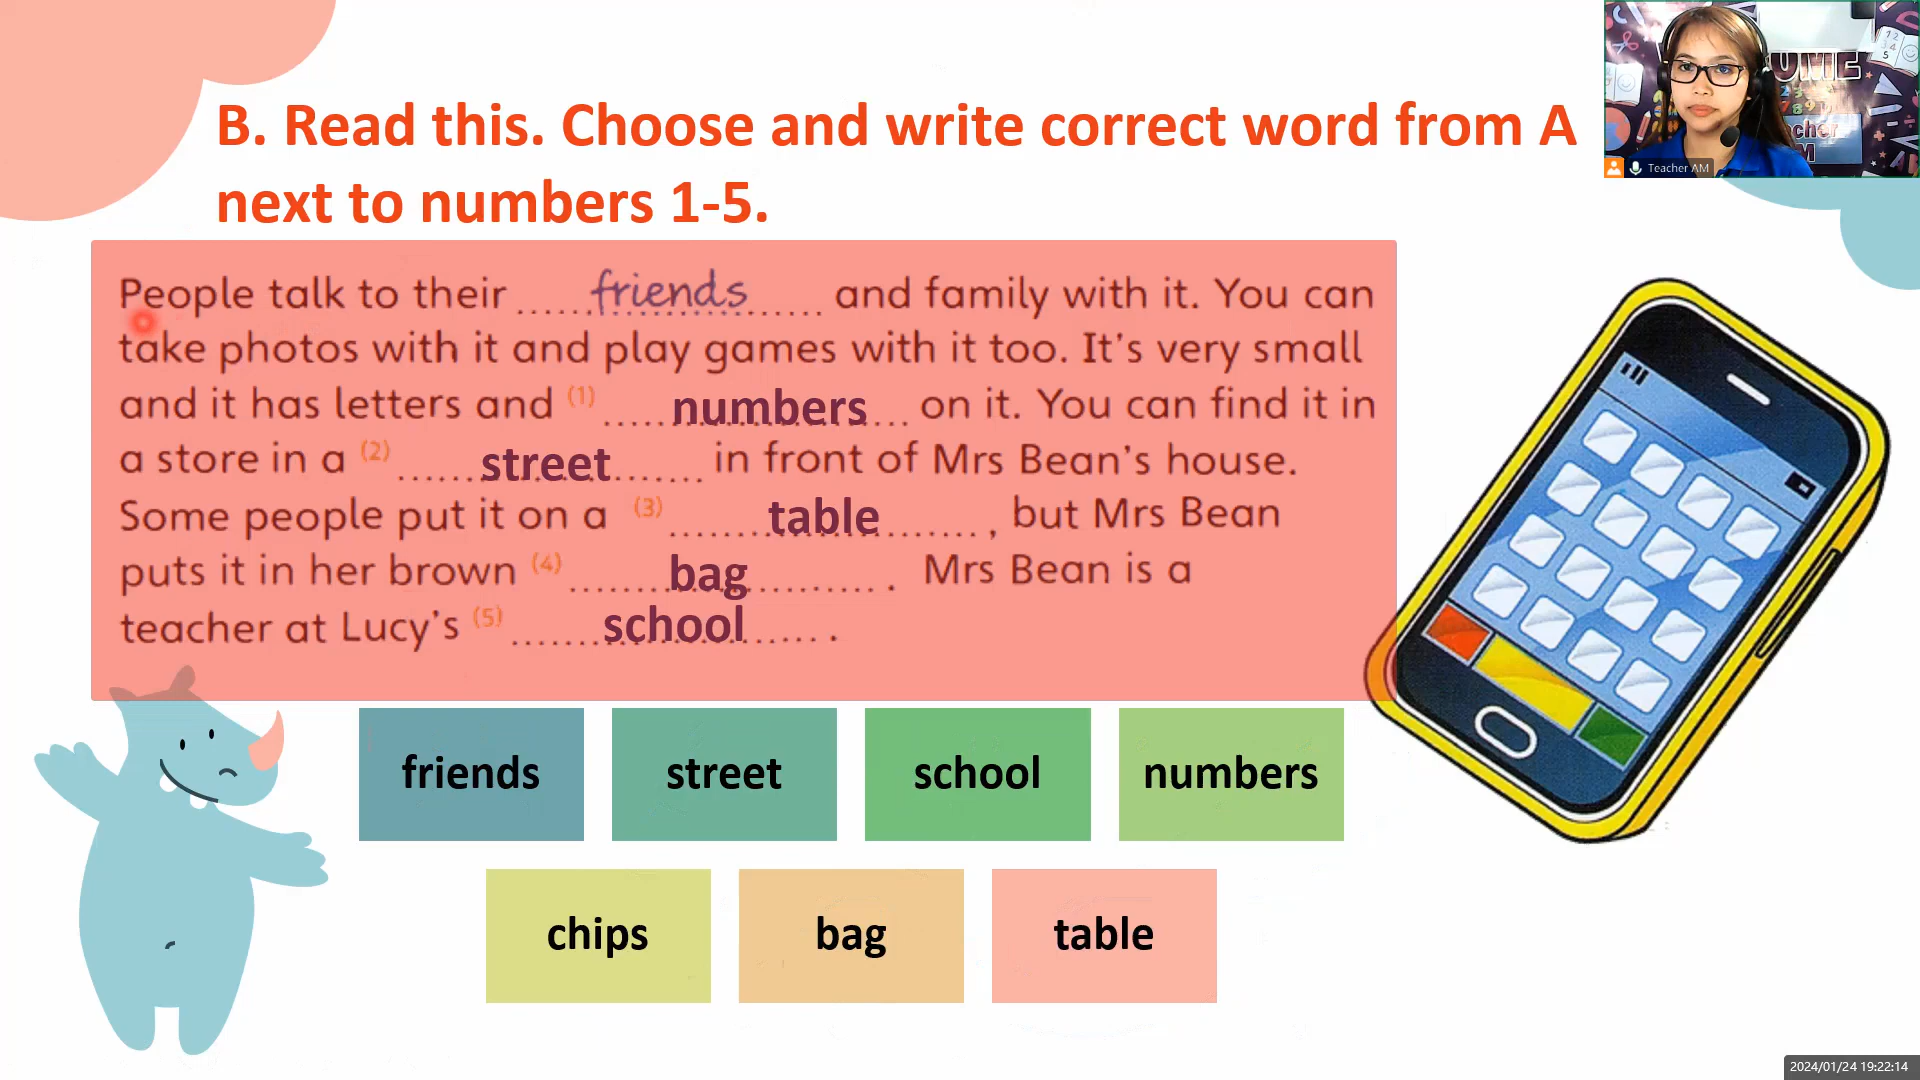 B. Read this. Choose and write correct word from A
next to numbers 1-5.
People talk to their ......friends...... and family with it. You can
take photos with it and play games with it too. It's very small
and it has letters and (1) numbers on it. You can find it in
a store in a (2) street in front of Mrs Bean's house.
Some people put it on a (3) table , but Mrs Bean
puts it in her brown (4) bag . Mrs Bean is a
teacher at Lucy's (5) school .
friends street school numbers
chips bag table
Teacher AM
2024/01/24 19:22:14